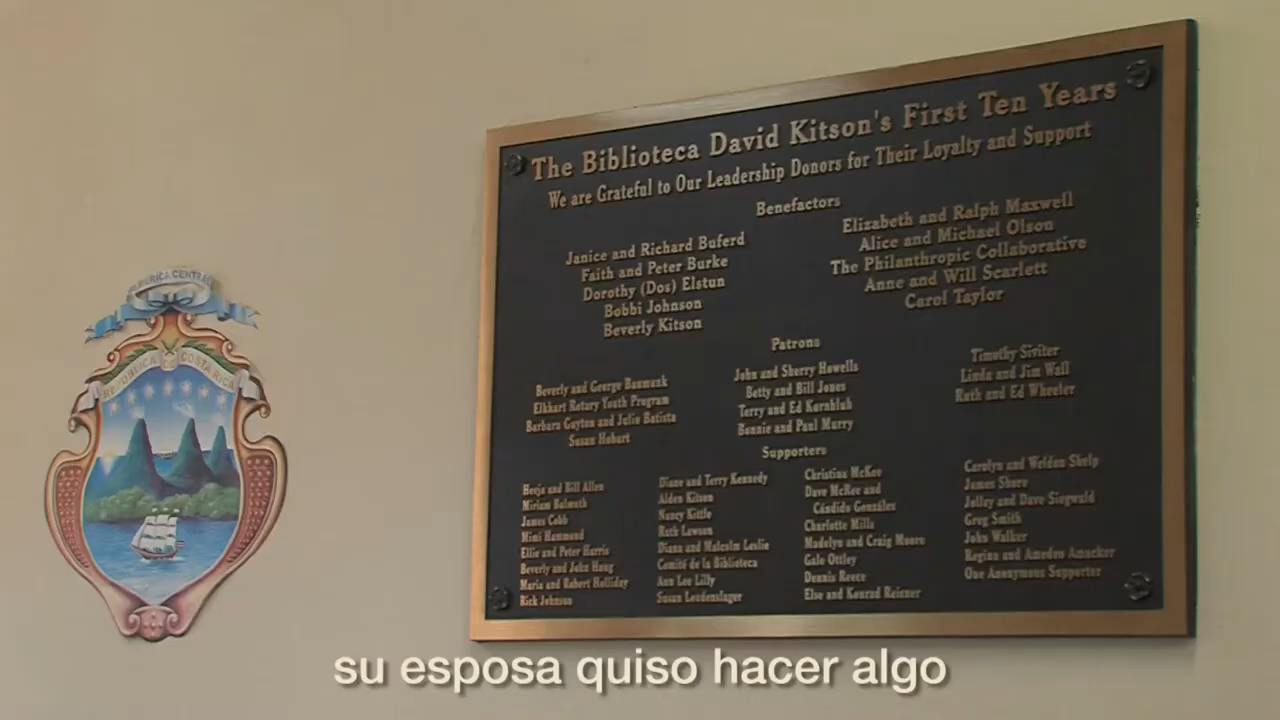 AMERICA CENTRAL
REPUBLICA COSTA RICA
The Biblioteca David Kitson's First Ten Years
We are Grateful to Our Leadership Donors for Their Loyalty and Support
Benefactors
Janice and Richard Buferd
Faith and Peter Burke
Dorothy (Dos) Elstun
Bobbi Johnson
Beverly Kitson
Elizabeth and Ralph Maxwell
Alice and Michael Olson
The Philanthropic Collaborative
Anne and Will Scarlett
Carol Taylor
Patrons
Beverly and George
Elkhart Rotary Youth Program
Barbara Guyton and Julio Batista
Susan Hobart
John and Sherry Howells
Betty and Bill Jones
Terry and Ed Kornbluh
Bonnie and Paul Murry
Timothy Siviter
Linda and Jim Wall
Ruth and Ed Wheeler
Supporters
and Bill Allen
Miriam
James Cobb
Mimi Hammond
Ellie and Peter Harris
Beverly and John Haug
Maria and Robert Holliday
Rick Johnson
Diane and Terry Kennedy
Alden Kitson
Nancy Kittle
Ruth Lawson
Diana and Malcolm Leslie
Comité de la Biblioteca
Ann Lee Lilly
Susan Loudenslager
Christina McKee
Dave McKee and
Cándido González
Charlotte Mills
Madelyn and Craig Moore
Gale Ottley
Dennis Reece
Else and Konrad Reisner
Carolyn and Weldon Shelp
James Shore
Jolley and Dave Siegwald
Greg Smith
John Walker
Regina and Amedeo Amacker
One Anonymous Supporter
su esposa quiso hacer algo